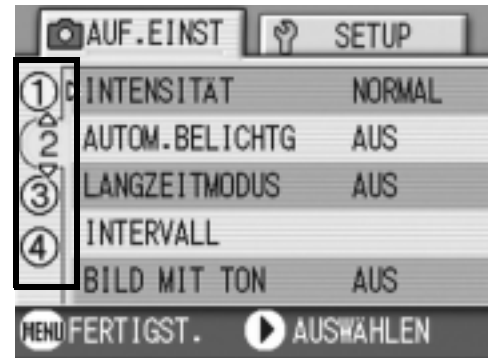 AUF.EINST SETUP
① INTENSITÄT NORMAL
2 AUTOM.BELICHTG AUS
③ LANGZEITMODUS AUS
④ INTERVALL
BILD MIT TON AUS
MENU FERTIGST. AUSWÄHLEN